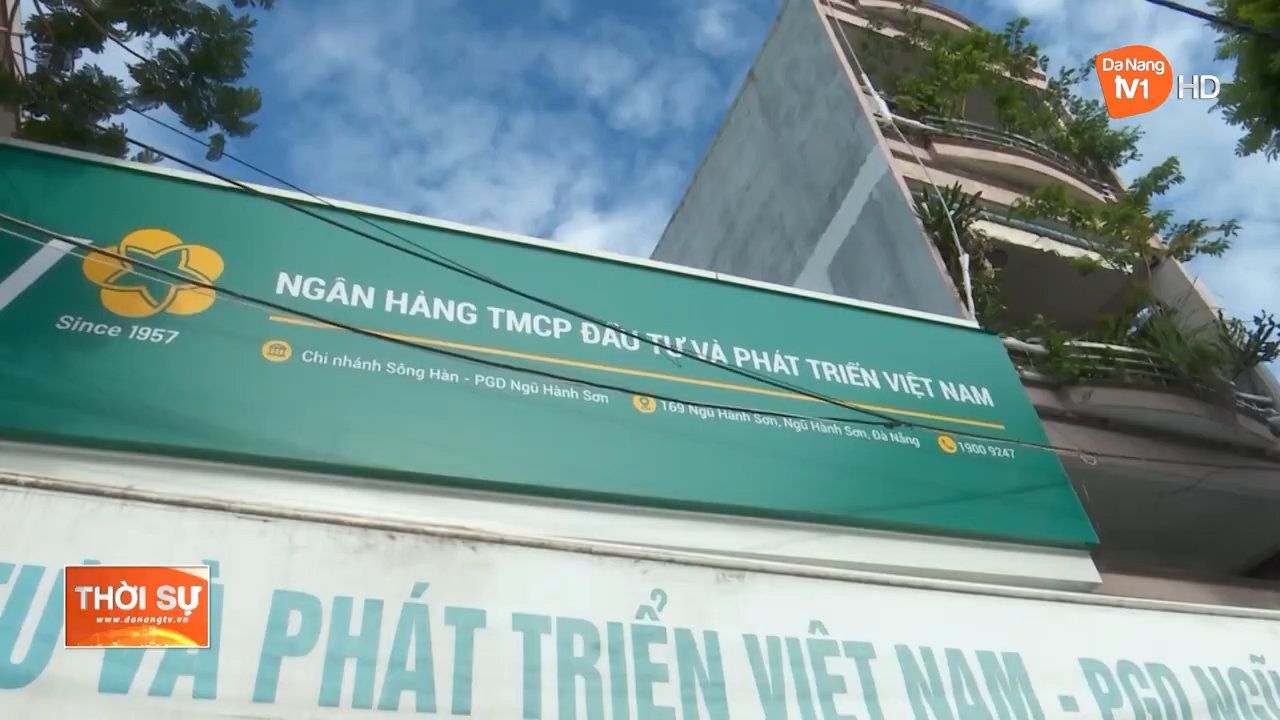 Da Nang
TV1 HD
Since 1957
NGÂN HÀNG TMCP ĐẦU TƯ VÀ PHÁT TRIỂN VIỆT NAM
Chi nhánh Sông Hàn - PGD Ngũ Hành Sơn
169 Ngũ Hành Sơn, Ngũ Hành Sơn, Đà Nẵng
1900 9247
THỜI SỰ
www.danangtv.vn
TƯ VÀ PHÁT TRIỂN VIỆT NAM - PGD NGŨ